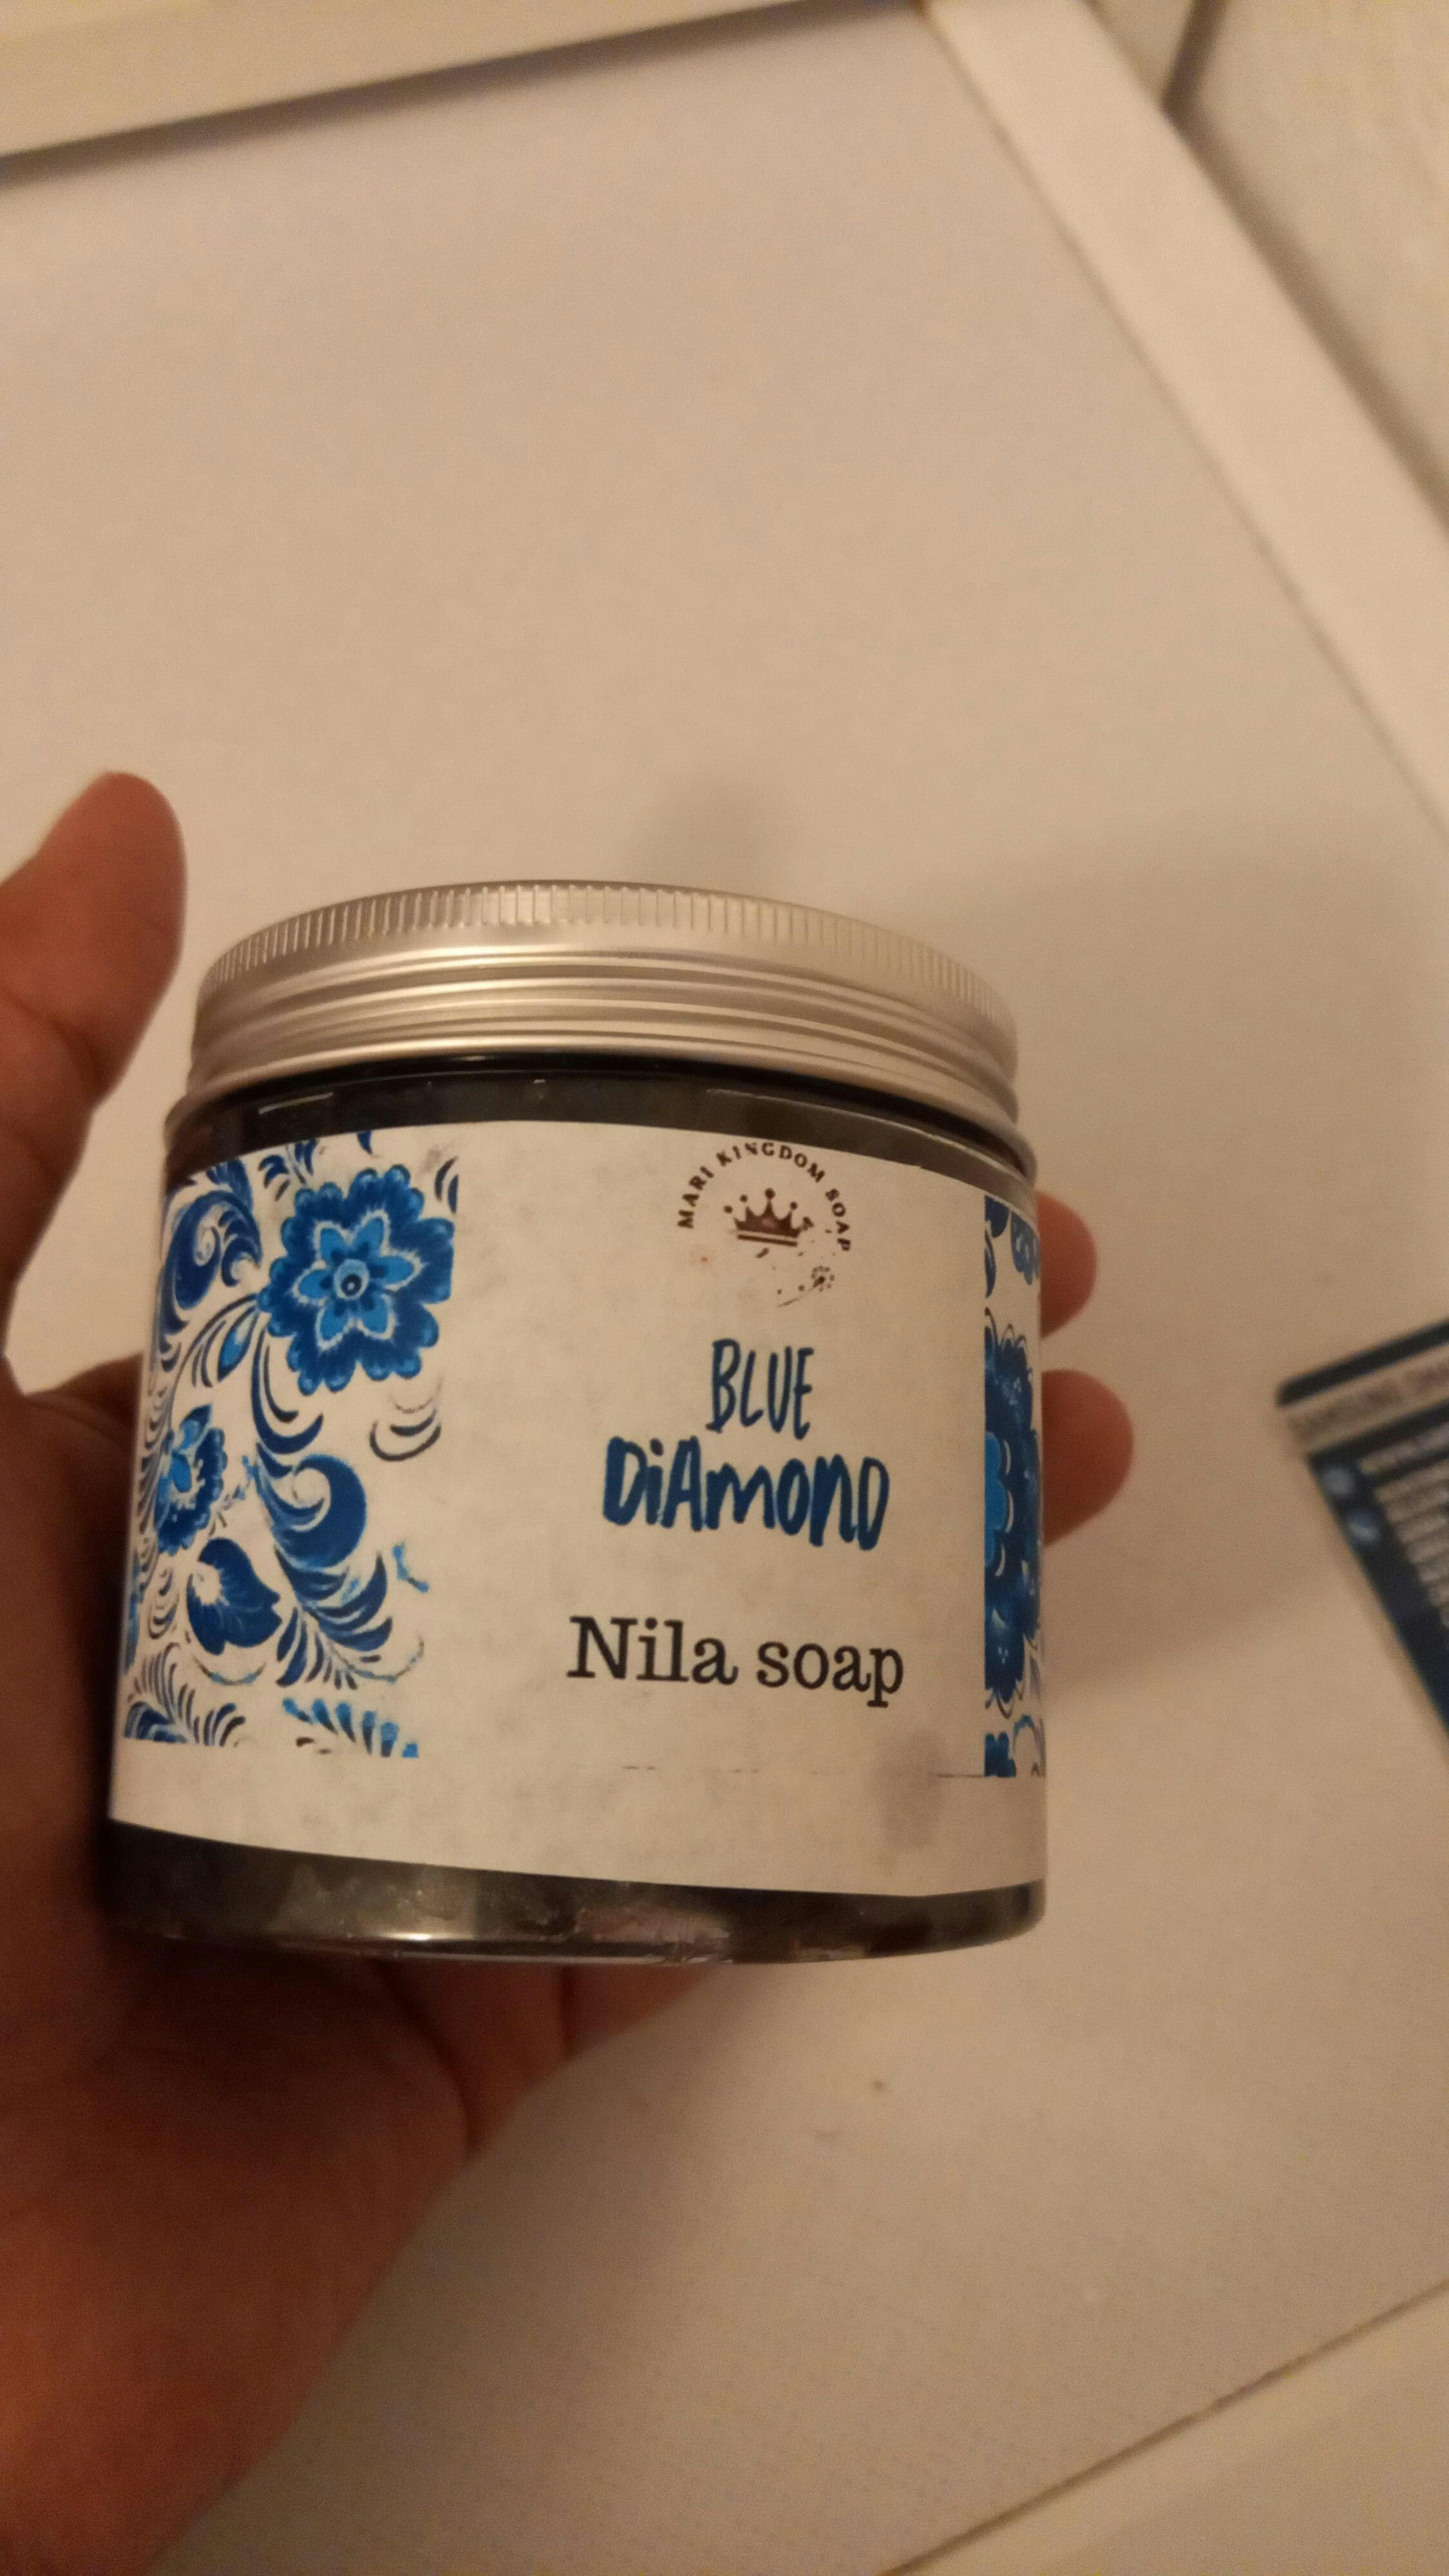 MARI KINGDOM SOAP
BLUE
DiAMOND
Nila soap